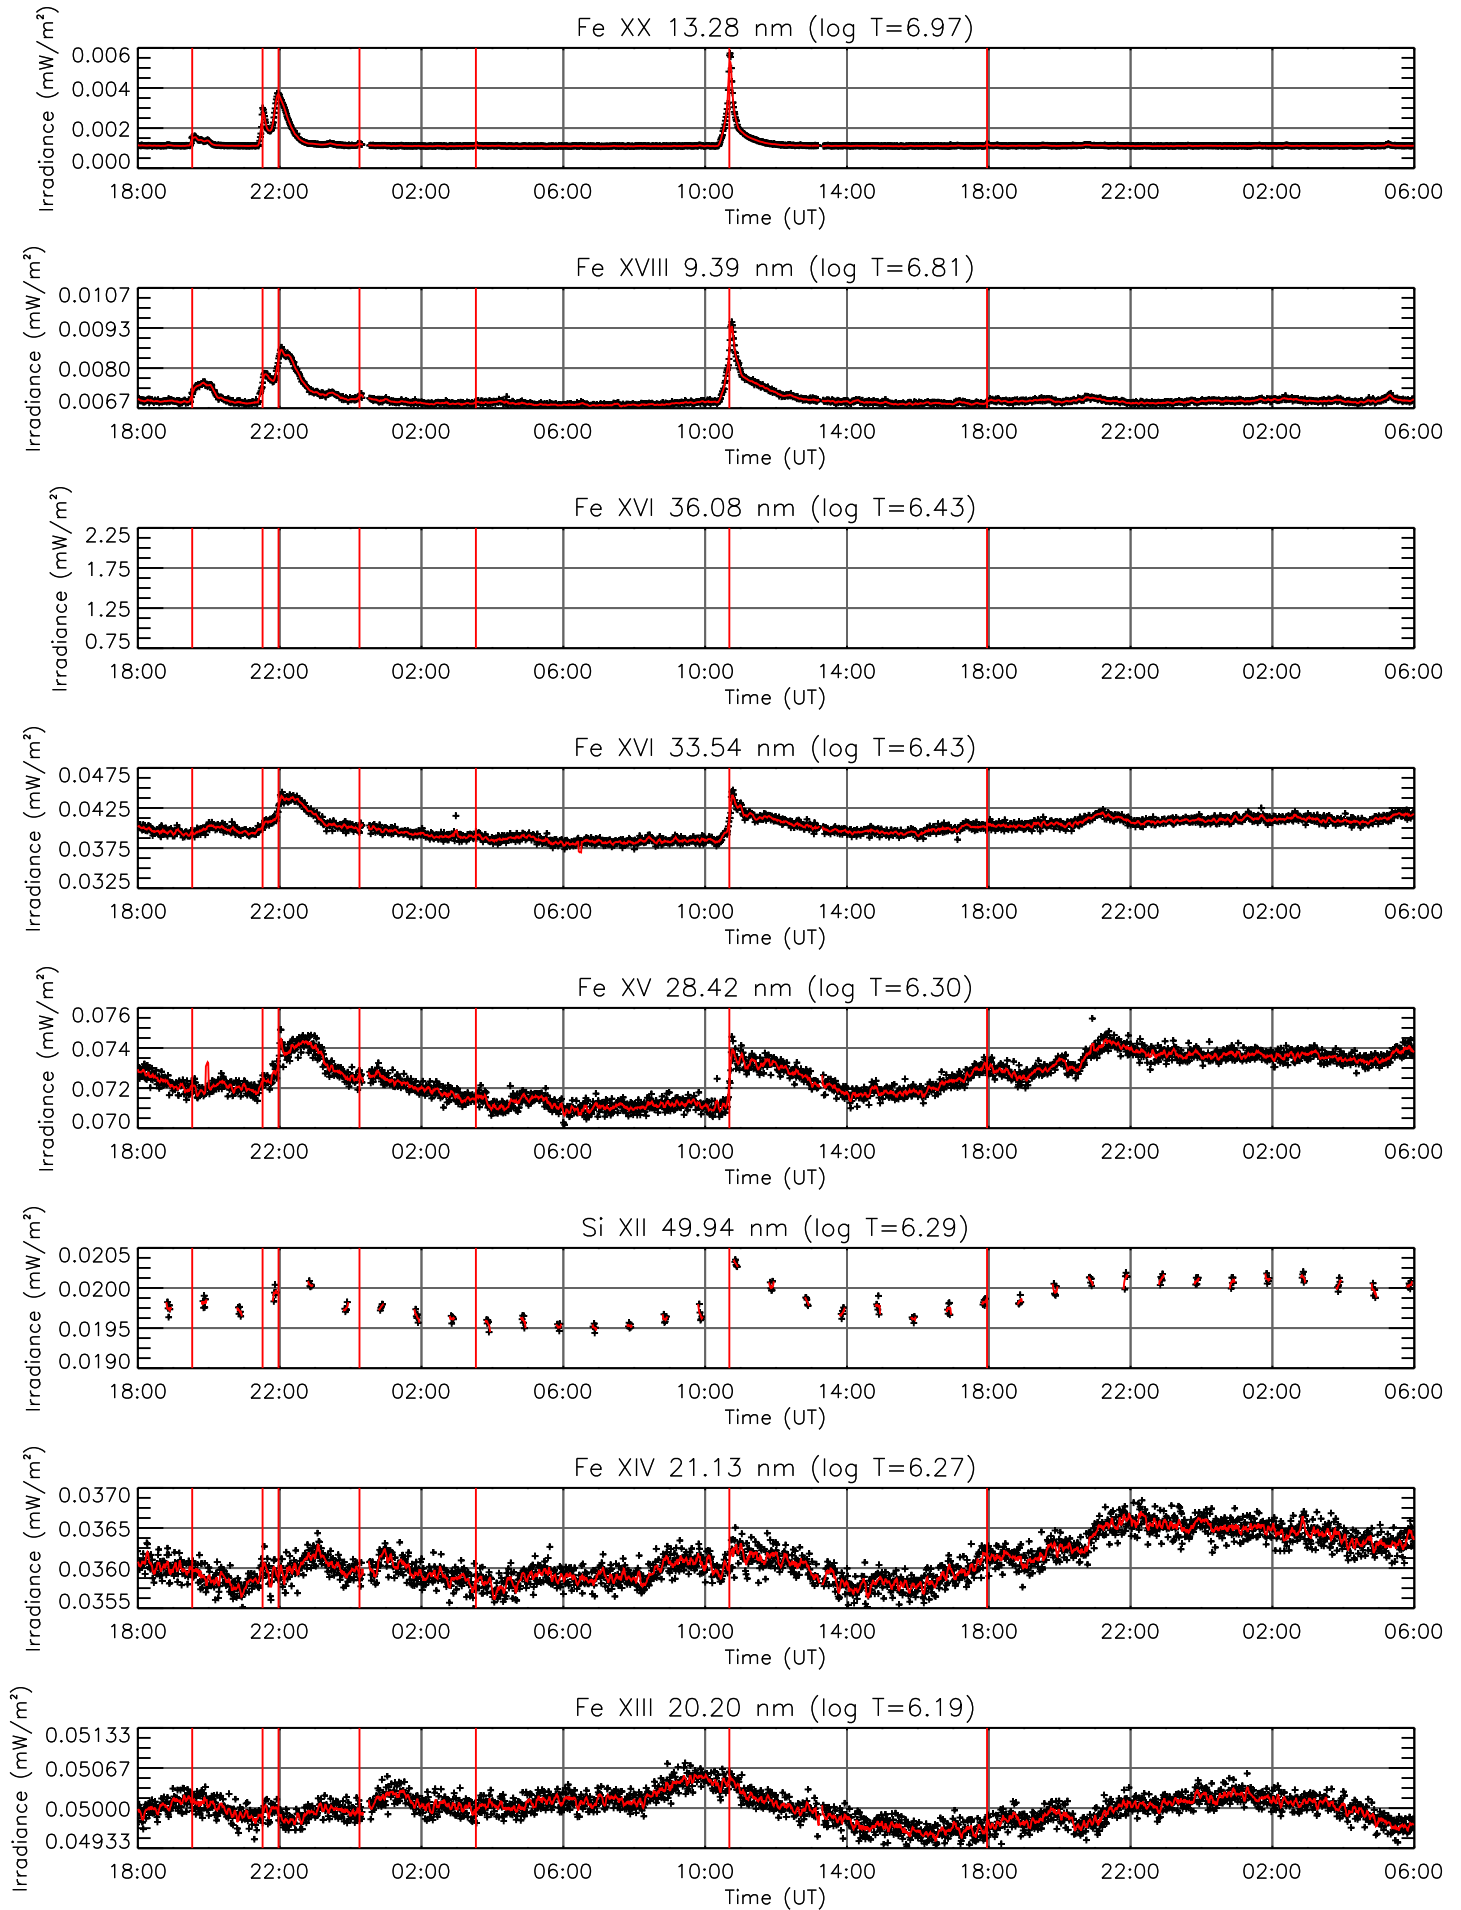 Fe XX 13.28 nm (log T=6.97)
Irradiance (mW/m²)
0.006
0.004
0.002
0.000
18:00 22:00 02:00 06:00 10:00 14:00 18:00 22:00 02:00 06:00
Time (UT)
Fe XVIII 9.39 nm (log T=6.81)
Irradiance (mW/m²)
0.0107
0.0093
0.0080
0.0067
18:00 22:00 02:00 06:00 10:00 14:00 18:00 22:00 02:00 06:00
Time (UT)
Fe XVI 36.08 nm (log T=6.43)
Irradiance (mW/m²)
2.25
1.75
1.25
0.75
18:00 22:00 02:00 06:00 10:00 14:00 18:00 22:00 02:00 06:00
Time (UT)
Fe XVI 33.54 nm (log T=6.43)
Irradiance (mW/m²)
0.0475
0.0425
0.0375
0.0325
18:00 22:00 02:00 06:00 10:00 14:00 18:00 22:00 02:00 06:00
Time (UT)
Fe XV 28.42 nm (log T=6.30)
Irradiance (mW/m²)
0.076
0.074
0.072
0.070
18:00 22:00 02:00 06:00 10:00 14:00 18:00 22:00 02:00 06:00
Time (UT)
Si XII 49.94 nm (log T=6.29)
Irradiance (mW/m²)
0.0205
0.0200
0.0195
0.0190
18:00 22:00 02:00 06:00 10:00 14:00 18:00 22:00 02:00 06:00
Time (UT)
Fe XIV 21.13 nm (log T=6.27)
Irradiance (mW/m²)
0.0370
0.0365
0.0360
0.0355
18:00 22:00 02:00 06:00 10:00 14:00 18:00 22:00 02:00 06:00
Time (UT)
Fe XIII 20.20 nm (log T=6.19)
Irradiance (mW/m²)
0.05133
0.05067
0.05000
0.04933
18:00 22:00 02:00 06:00 10:00 14:00 18:00 22:00 02:00 06:00
Time (UT)